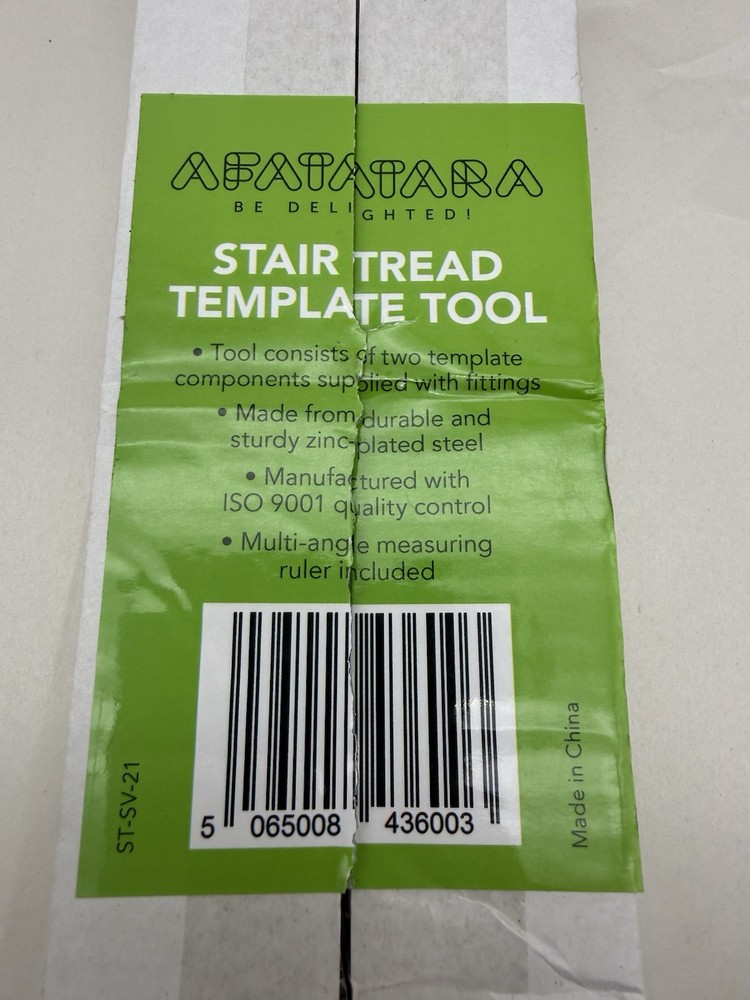 AFATATARA
BE DELIGHTED!
STAIR TREAD
TEMPLATE TOOL
• Tool consists of two template
components supplied with fittings
• Made from durable and
sturdy zinc-plated steel
• Manufactured with
ISO 9001 quality control
• Multi-angle measuring
ruler included
5 065008 436003
ST-SV-21
Made in China